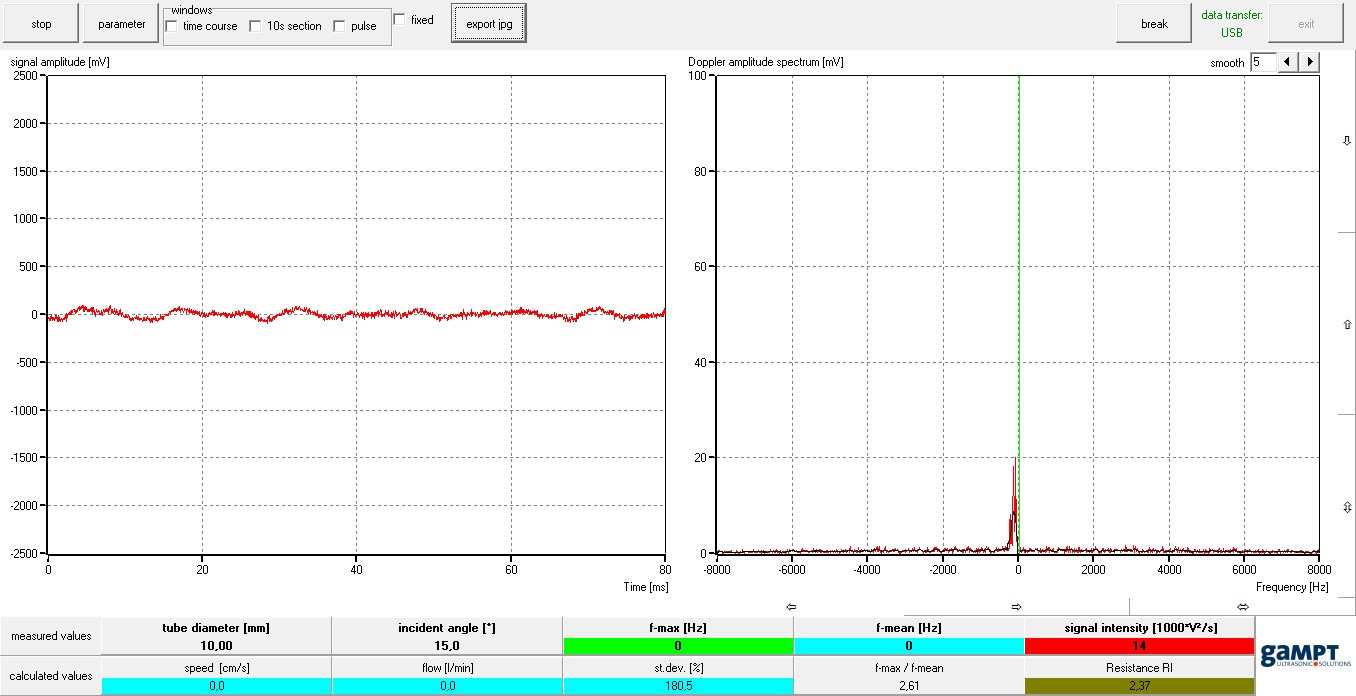 stop
parameter
windows
time course
10s section
pulse
fixed
export jpg
break
data transfer:
USB
exit
signal amplitude [mV]
2500
2000
1500
1000
500
0
-500
-1000
-1500
-2000
-2500
0 20 40 60 80
Time [ms]
Doppler amplitude spectrum [mV]
smooth 5
100
80
60
40
20
0
-8000 -6000 -4000 -2000 0 2000 4000 6000 8000
Frequency [Hz]
measured values
tube diameter [mm] incident angle [°] f-max [Hz] f-mean [Hz] signal intensity [1000*V²/s]
10,00 15,0 0 0 14
calculated values
speed [cm/s] flow [l/min] st.dev. [%] f-max / f-mean Resistance RI
0,0 0,0 180,5 2,61 2,37
gampt
ULTRASONIC SOLUTIONS